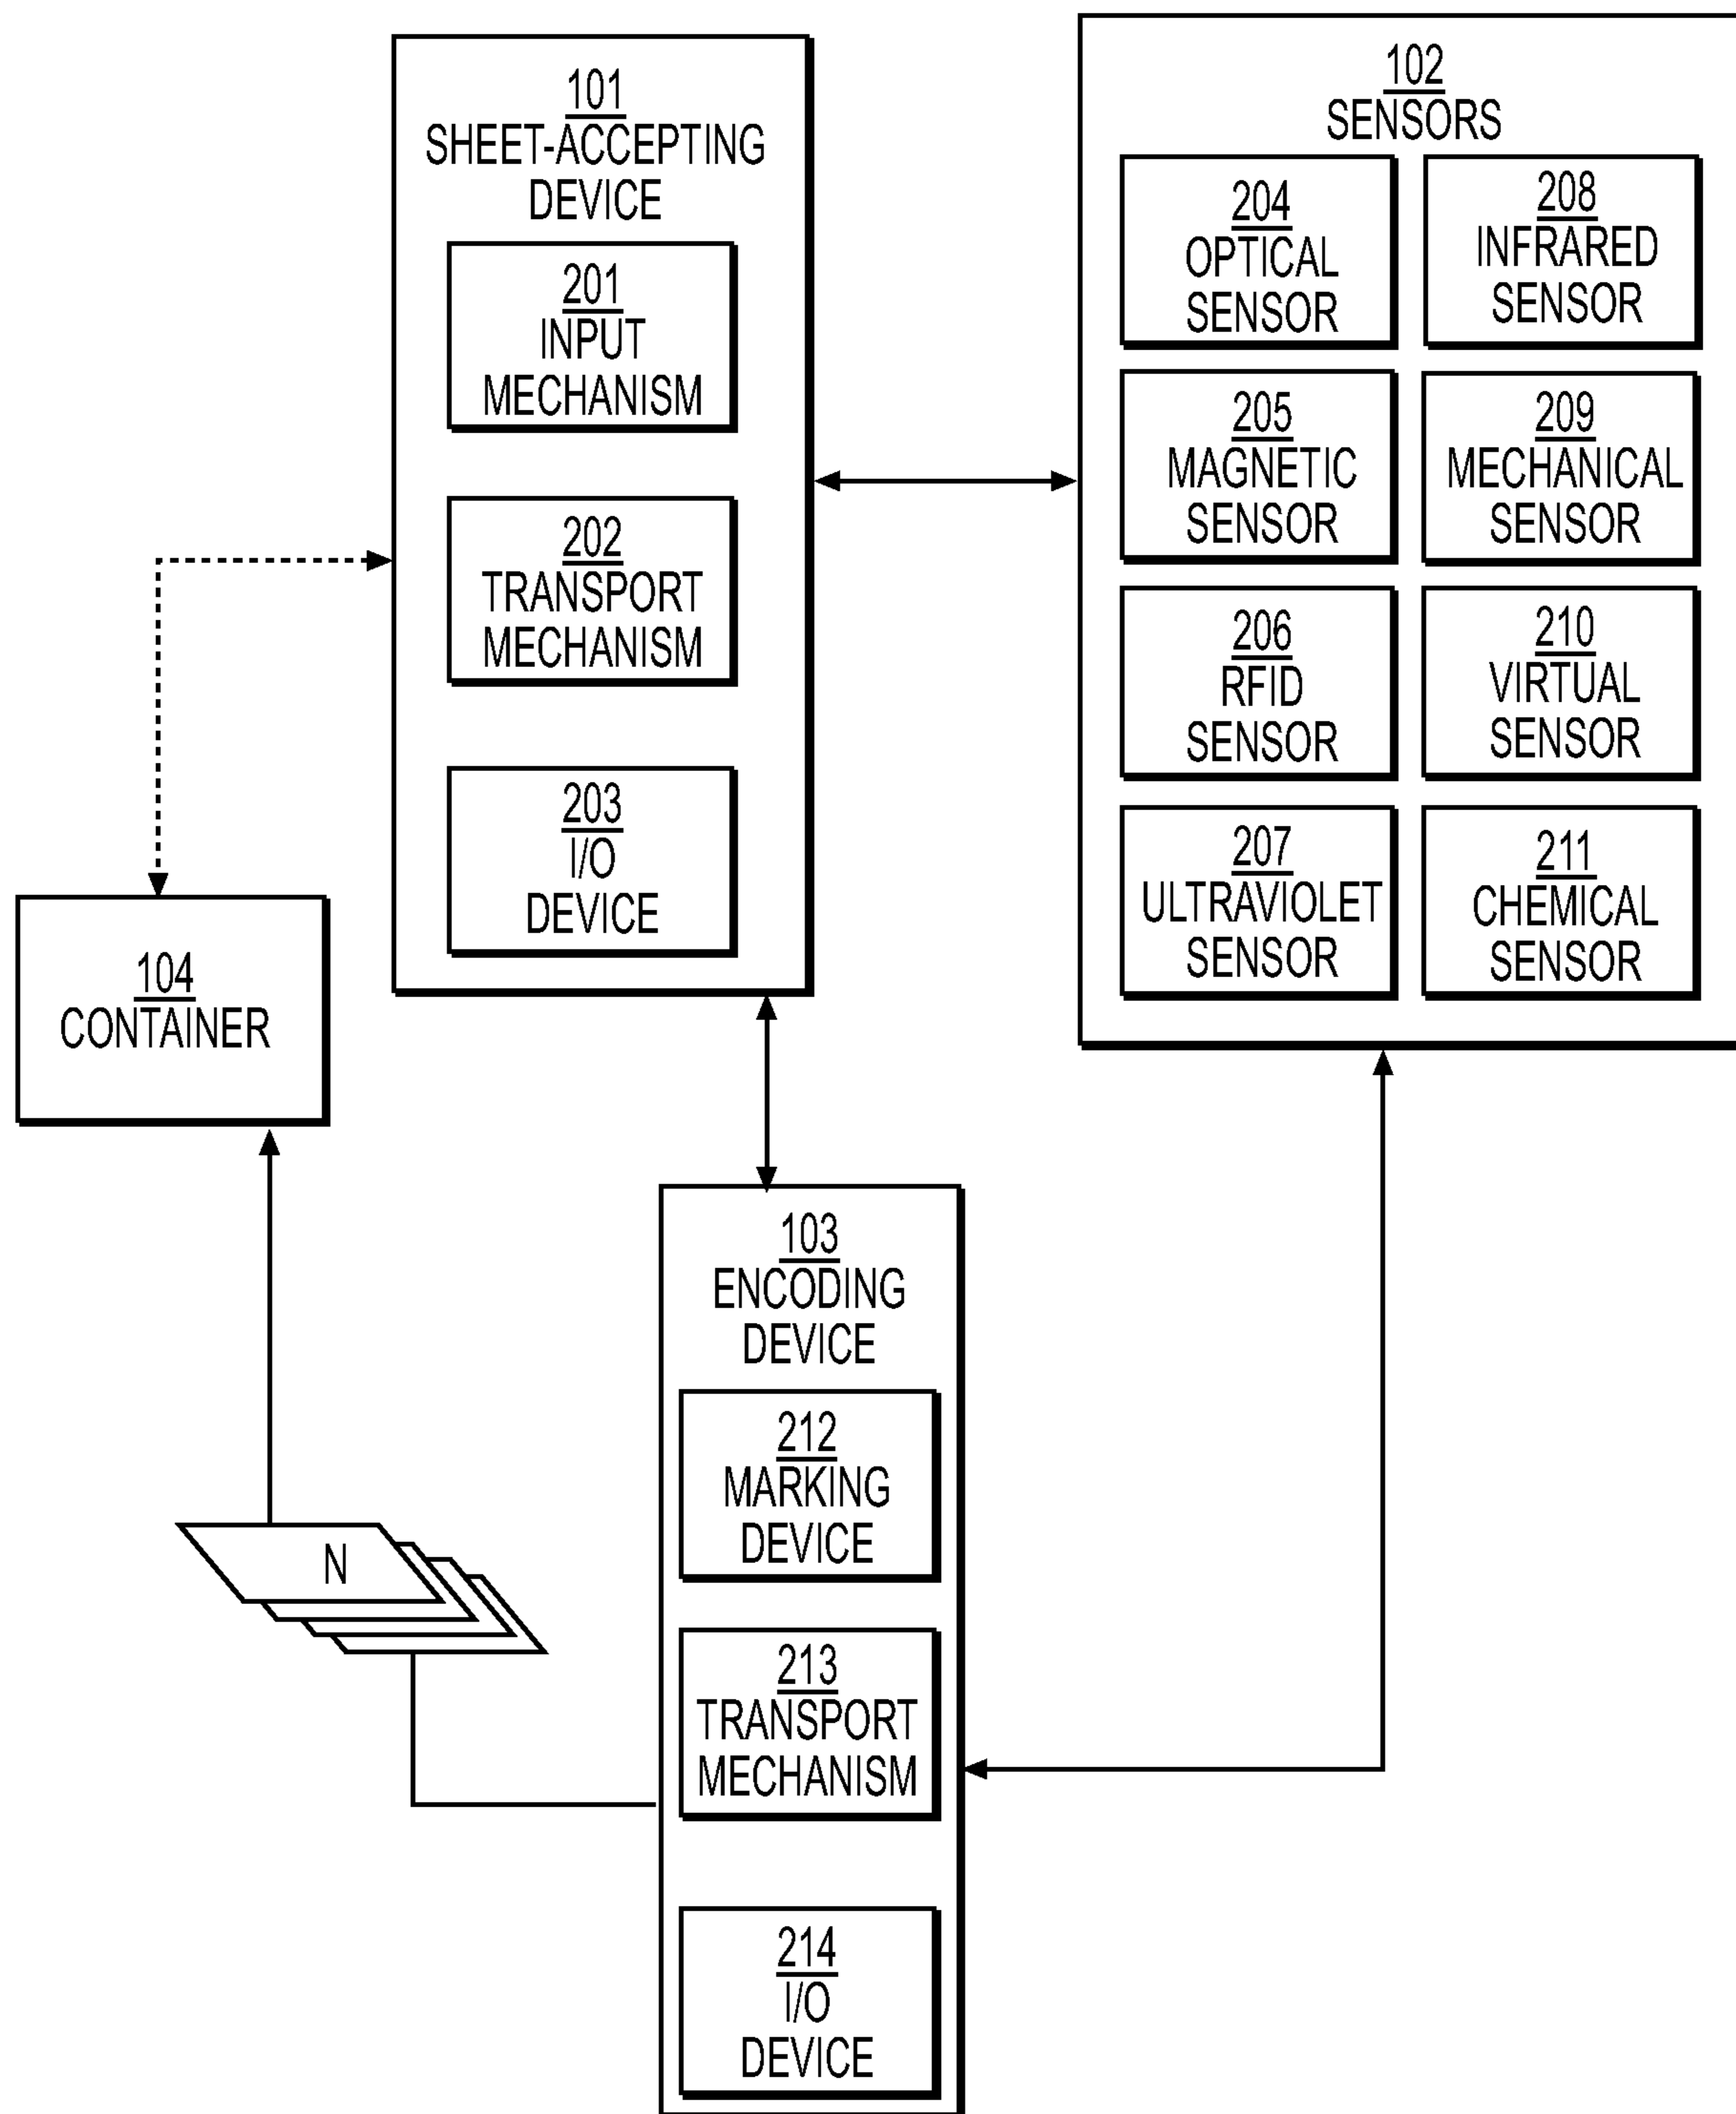 101
SHEET-ACCEPTING
DEVICE
201
INPUT
MECHANISM
202
TRANSPORT
MECHANISM
203
I/O
DEVICE
102
SENSORS
204
OPTICAL
SENSOR
208
INFRARED
SENSOR
205
MAGNETIC
SENSOR
209
MECHANICAL
SENSOR
206
RFID
SENSOR
210
VIRTUAL
SENSOR
207
ULTRAVIOLET
SENSOR
211
CHEMICAL
SENSOR
104
CONTAINER
103
ENCODING
DEVICE
212
MARKING
DEVICE
N
213
TRANSPORT
MECHANISM
214
I/O
DEVICE